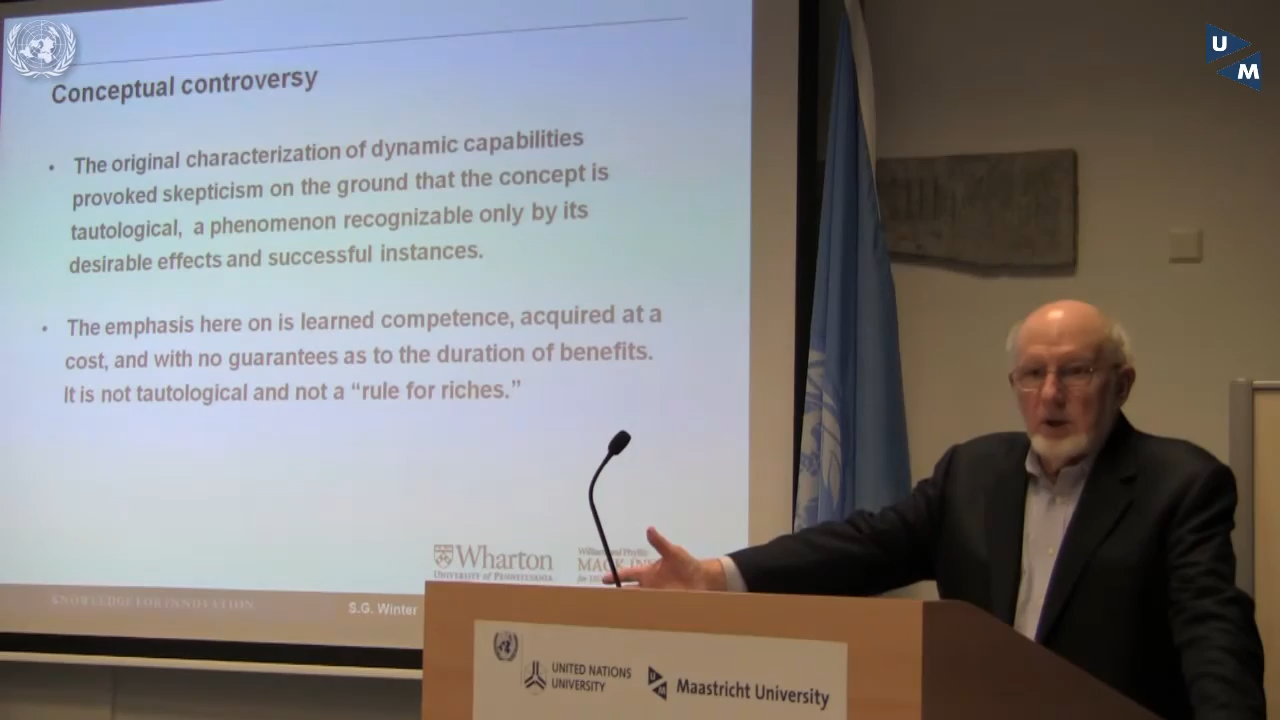 Conceptual controversy
• The original characterization of dynamic capabilities
provoked skepticism on the ground that the concept is
tautological, a phenomenon recognizable only by its
desirable effects and successful instances.
• The emphasis here on is learned competence, acquired at a
cost, and with no guarantees as to the duration of benefits.
It is not tautological and not a “rule for riches.”
Wharton
UNIVERSITY of PENNSYLVANIA
William and Phyllis
KNOWLEDGE FOR INNOVATION
S.G. Winter
UNITED NATIONS
UNIVERSITY
U
M
Maastricht University
U
M